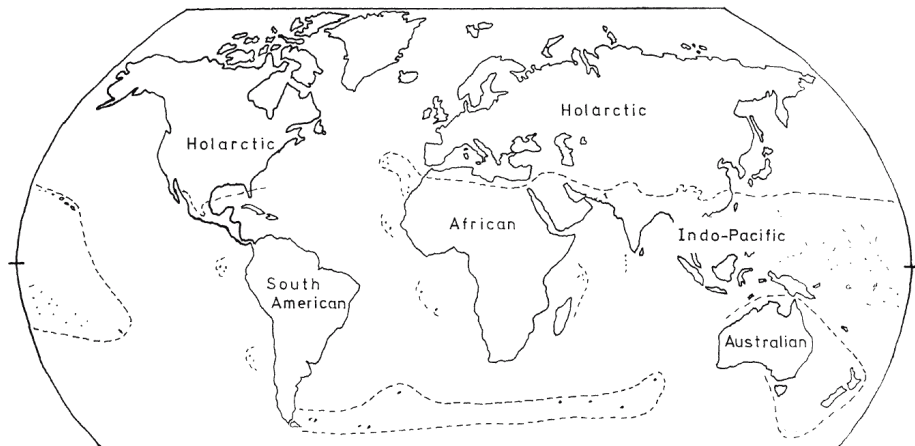 Holarctic
Holarctic
African
Indo-Pacific
South
American
Australian